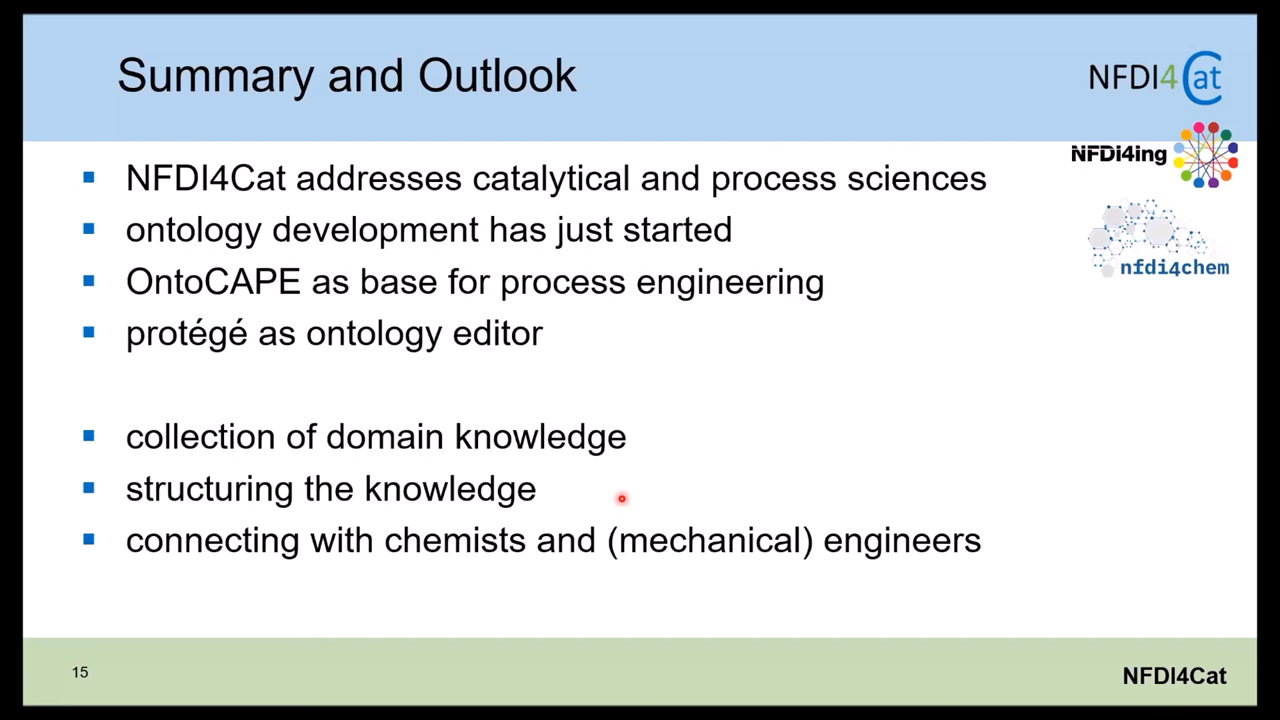 Summary and Outlook
NFDI4Cat
NFDi4ing
nfdi4chem
▪ NFDI4Cat addresses catalytical and process sciences
▪ ontology development has just started
▪ OntoCAPE as base for process engineering
▪ protégé as ontology editor
▪ collection of domain knowledge
▪ structuring the knowledge
▪ connecting with chemists and (mechanical) engineers
15
NFDI4Cat